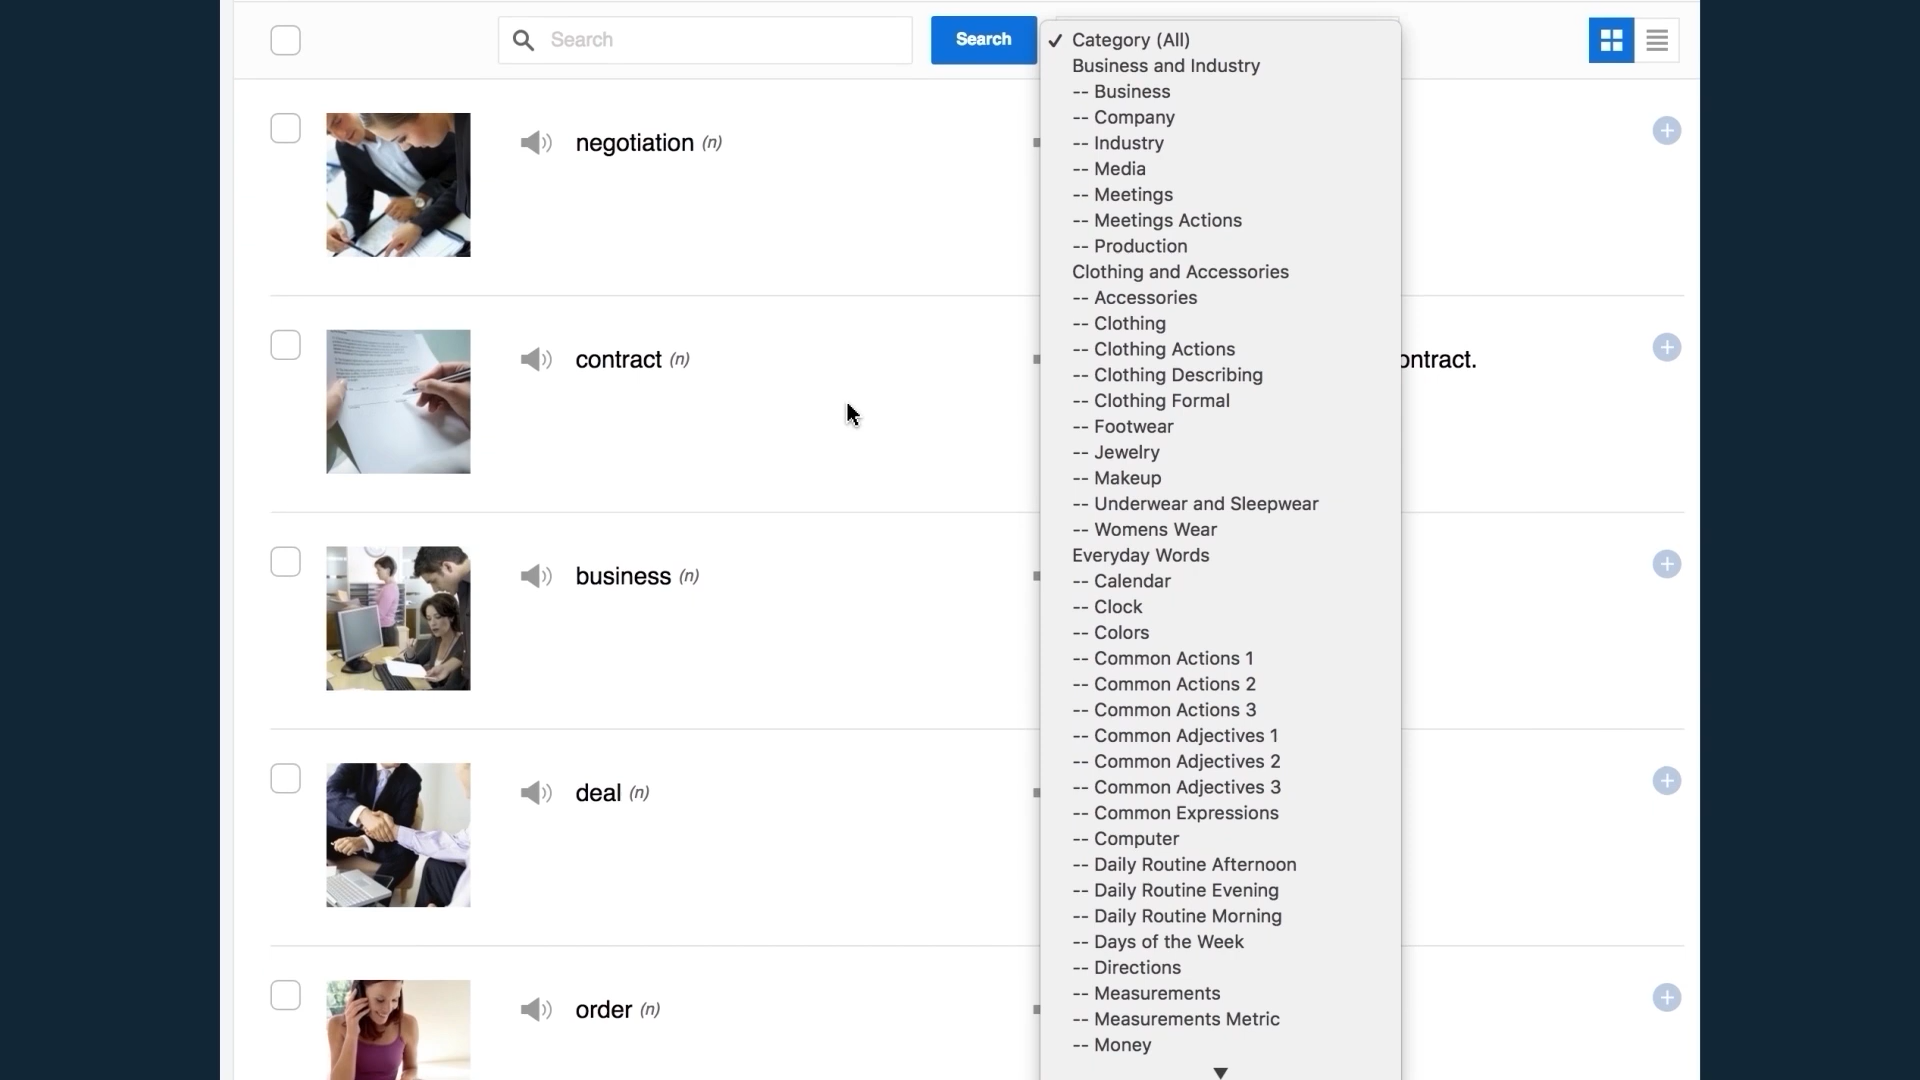 Search
Search
✓ Category (All)
Business and Industry
-- Business
-- Company
-- Industry
-- Media
-- Meetings
-- Meetings Actions
-- Production
Clothing and Accessories
-- Accessories
-- Clothing
-- Clothing Actions
-- Clothing Describing
-- Clothing Formal
-- Footwear
-- Jewelry
-- Makeup
-- Underwear and Sleepwear
-- Womens Wear
Everyday Words
-- Calendar
-- Clock
-- Colors
-- Common Actions 1
-- Common Actions 2
-- Common Actions 3
-- Common Adjectives 1
-- Common Adjectives 2
-- Common Adjectives 3
-- Common Expressions
-- Computer
-- Daily Routine Afternoon
-- Daily Routine Evening
-- Daily Routine Morning
-- Days of the Week
-- Directions
-- Measurements
-- Measurements Metric
-- Money
negotiation (n)
contract (n)
ontract.
business (n)
deal (n)
order (n)